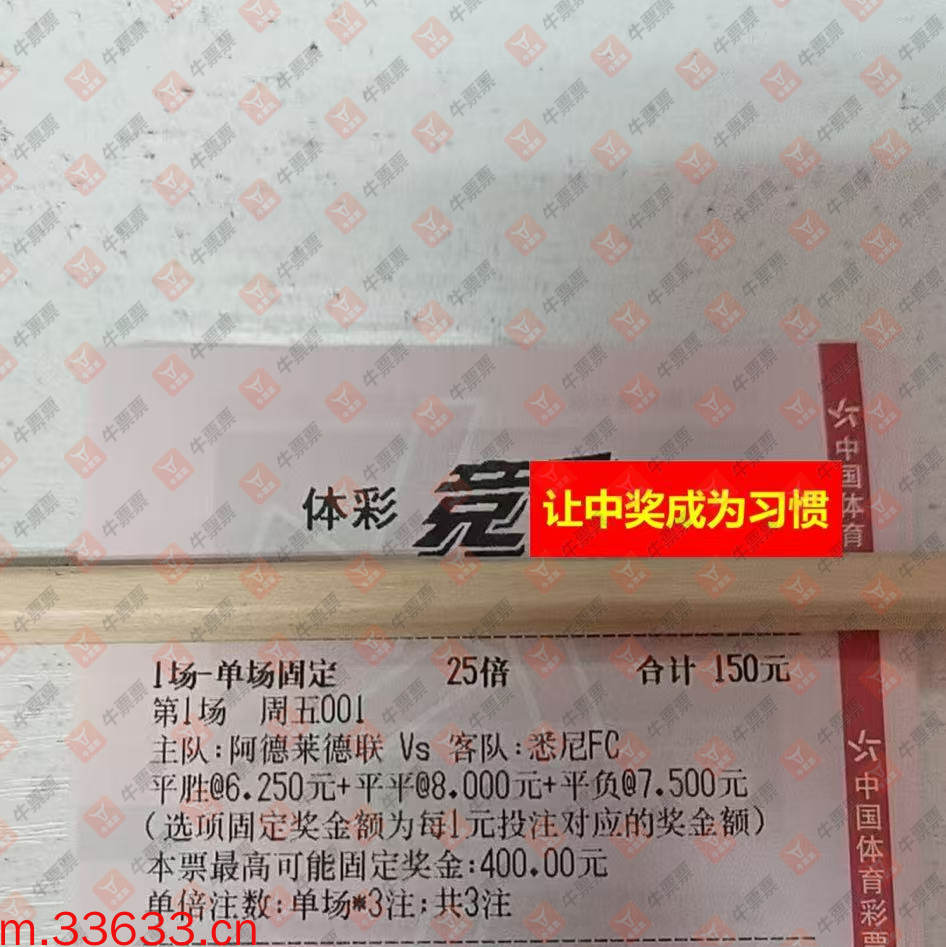 体彩 竞
让中奖成为习惯
中国体育
1场-单场固定 25倍 合计 150元
第1场 周五001
主队:阿德莱德联 Vs 客队:悉尼FC
平胜@6.250元+平平@8.000元+平负@7.500元
(选项固定奖金额为每1元投注对应的奖金额)
本票最高可能固定奖金:400.00元
单倍注数:单场*3注;共3注
中国体育彩票
m.33633.cn
牛票票